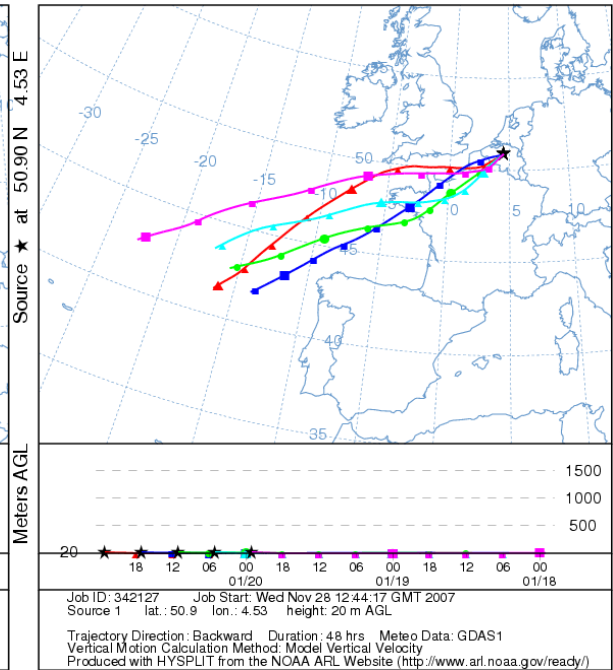 Source ★ at 50.90 N 4.53 E
-30
-25
-20
-15
50
55
45
40
35
0
5
10
Meters AGL
1500
1000
500
20
18 12 06 00 18 12 06 00 18 12 06 00
01/20 01/19 01/18
Job ID: 342127 Job Start: Wed Nov 28 12:44:17 GMT 2007
Source 1 lat.: 50.9 lon.: 4.53 height: 20 m AGL
Trajectory Direction: Backward Duration: 48 hrs Meteo Data: GDAS1
Vertical Motion Calculation Method: Model Vertical Velocity
Produced with HYSPLIT from the NOAA ARL Website (http://www.arl.noaa.gov/ready/)